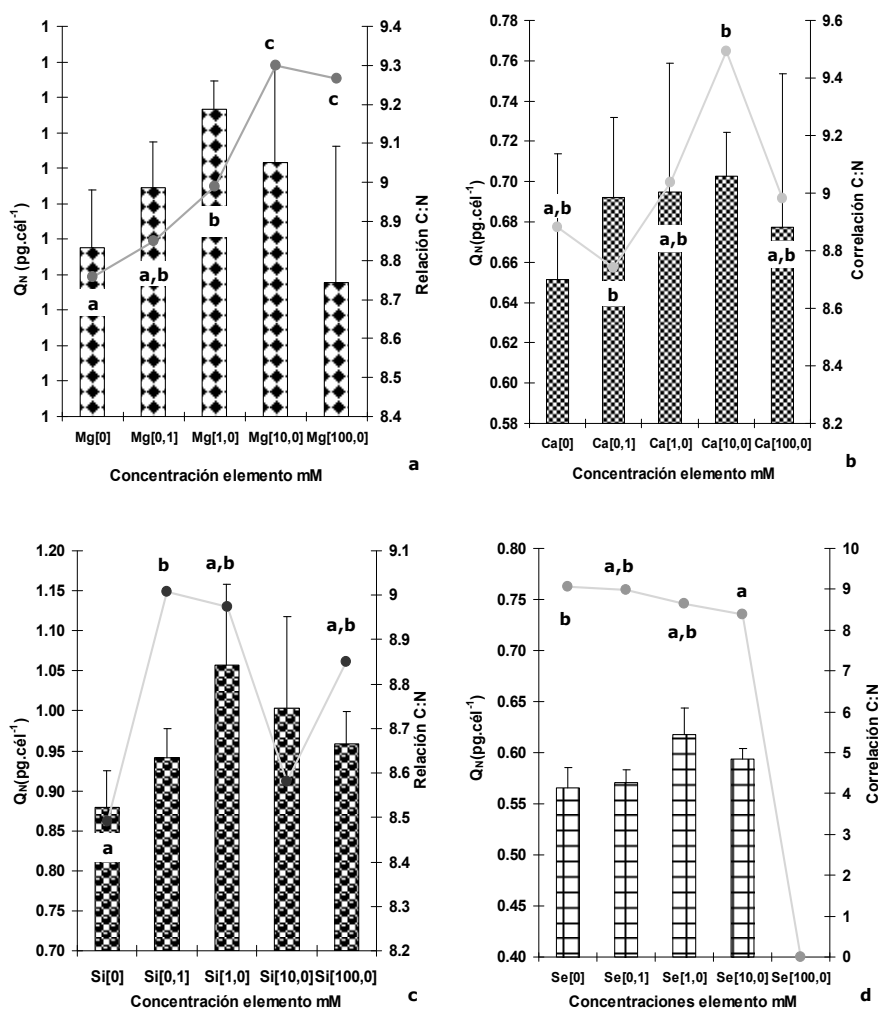 QN (pg.cél-1)
1
1
1
1
1
1
1
1
1
1
1
1
c
c
b
a,b
a
9.4
9.3
9.2
9.1
9
8.9
8.8
8.7
8.6
8.5
8.4
Relación C:N
Mg[0] Mg[0,1] Mg[1,0] Mg[10,0] Mg[100,0]
Concentración elemento mM
a
QN(pg.cél-1)
0.78
0.76
0.74
0.72
0.70
0.68
0.66
0.64
0.62
0.60
0.58
b
a,b
a,b
a,b
b
9.6
9.4
9.2
9
8.8
8.6
8.4
8.2
Correlación C:N
Ca[0] Ca[0,1] Ca[1,0] Ca[10,0] Ca[100,0]
Concentración elemento mM
b
QN(pg.cél-1)
1.20
1.15
1.10
1.05
1.00
0.95
0.90
0.85
0.80
0.75
0.70
b
a,b
a,b
a
9.1
9
8.9
8.8
8.7
8.6
8.5
8.4
8.3
8.2
Relación C:N
Si[0] Si[0,1] Si[1,0] Si[10,0] Si[100,0]
Concentración elemento mM
c
QN(pg.cél-1)
0.80
0.75
0.70
0.65
0.60
0.55
0.50
0.45
0.40
a,b
a
b
a,b
10
9
8
7
6
5
4
3
2
1
0
Correlación C:N
Se[0] Se[0,1] Se[1,0] Se[10,0] Se[100,0]
Concentraciones elemento mM
d